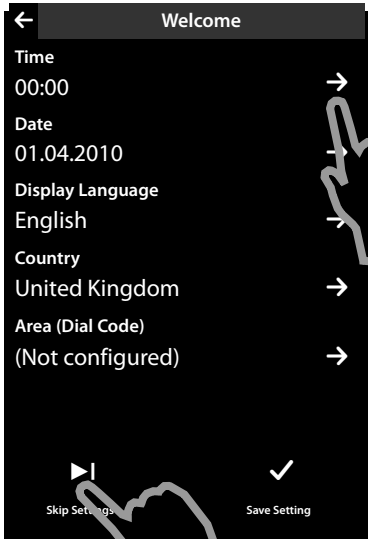 Welcome
Time
00:00
Date
01.04.2010
Display Language
English
Country
United Kingdom
Area (Dial Code)
(Not configured)
Skip Settings
Save Setting